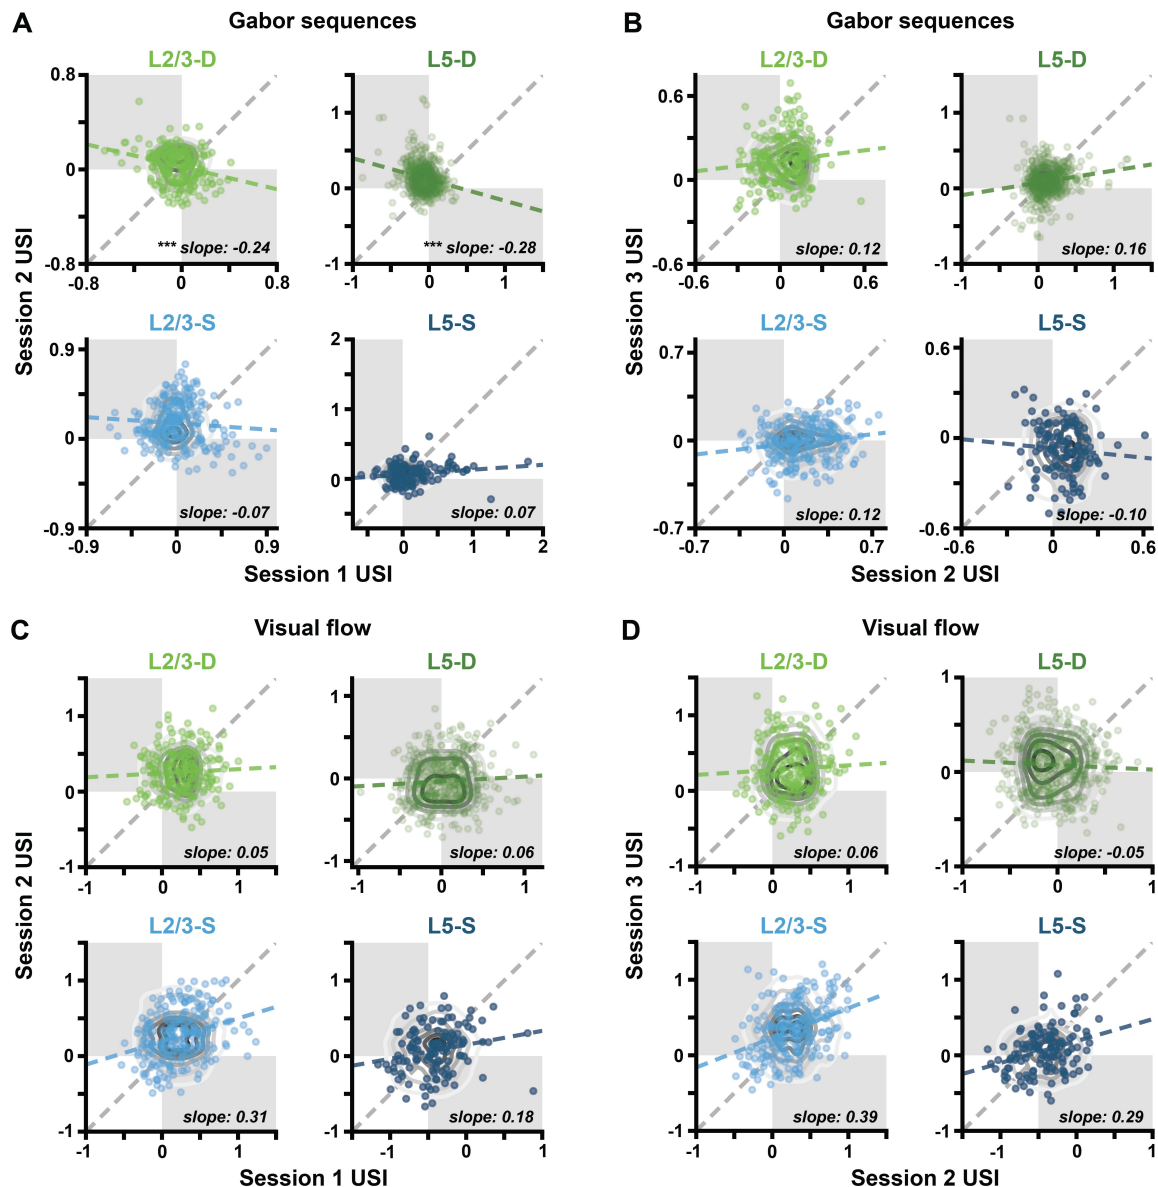 A
Gabor sequences
B
Gabor sequences
L2/3-D
L5-D
L2/3-D
L5-D
0.8
0
-0.8
*** slope: -0.24
-0.8
0
0.8
1
0
-1
*** slope: -0.28
-1
0
1
0.6
0
-0.6
slope: 0.12
-0.6
0
0.6
1
0
-1
slope: 0.16
-1
0
1
Session 2 USI
Session 3 USI
L2/3-S
L5-S
L2/3-S
L5-S
0.9
0
-0.9
slope: -0.07
-0.9
0
0.9
2
1
0
slope: 0.07
0
1
2
0.7
0
-0.7
slope: 0.12
-0.7
0
0.7
0.6
0
-0.6
slope: -0.10
-0.6
0
0.6
Session 1 USI
Session 2 USI
C
Visual flow
D
Visual flow
L2/3-D
L5-D
L2/3-D
L5-D
1
0
-1
slope: 0.05
-1
0
1
1
0
-1
slope: 0.06
-1
0
1
1
0
-1
slope: 0.06
-1
0
1
1
0
-1
slope: -0.05
-1
0
1
Session 2 USI
Session 3 USI
L2/3-S
L5-S
L2/3-S
L5-S
1
0
-1
slope: 0.31
-1
0
1
1
0
-1
slope: 0.18
-1
0
1
1
0
-1
slope: 0.39
-1
0
1
1
0
-1
slope: 0.29
-1
0
1
Session 1 USI
Session 2 USI